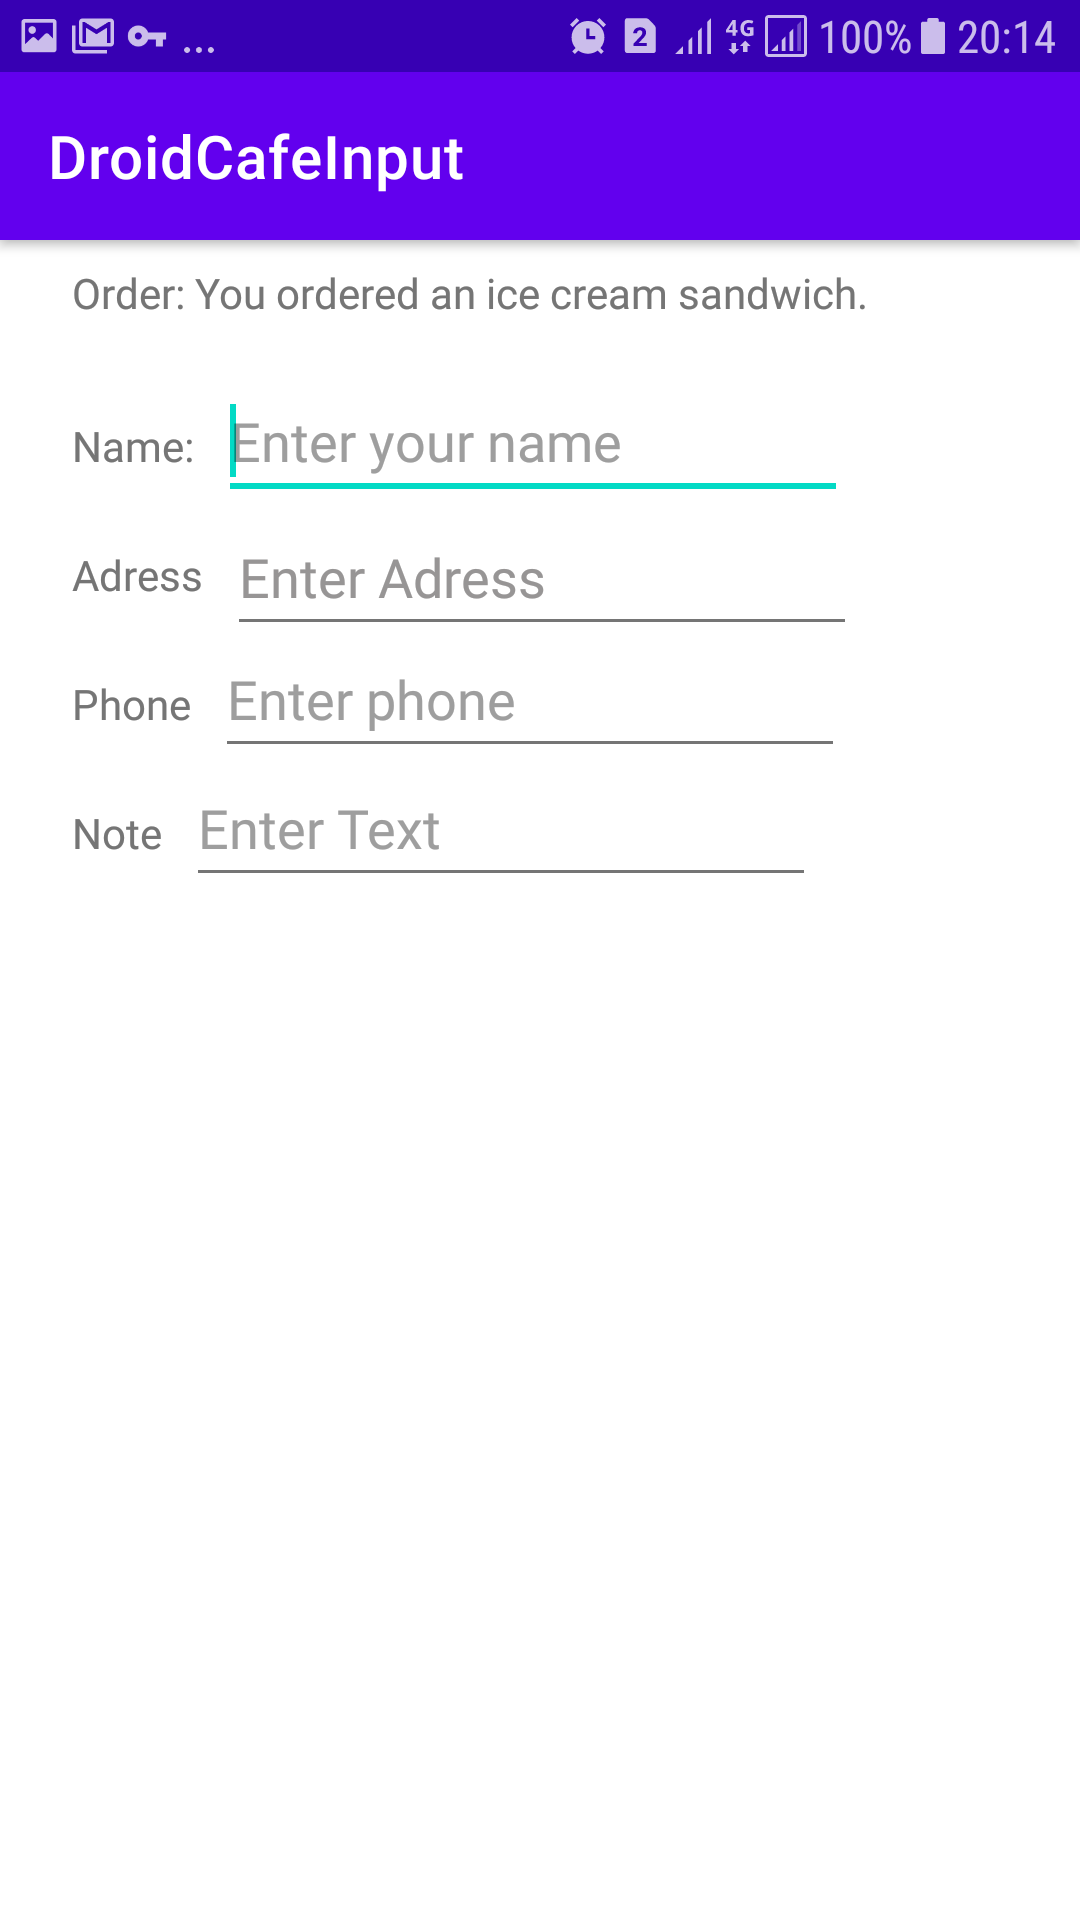 ... 2 4G 100% 20:14
DroidCafeInput
Order: You ordered an ice cream sandwich.
Name: Enter your name
Adress Enter Adress
Phone Enter phone
Note Enter Text